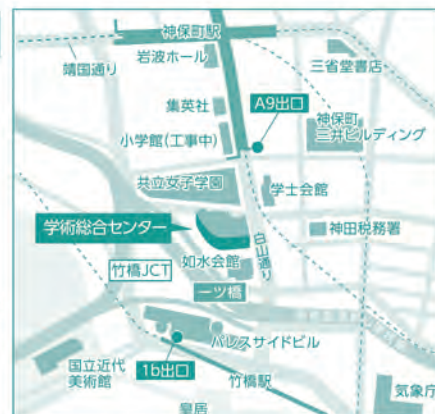 神保町駅
靖国通り
岩波ホール
三省堂書店
集英社
A9出口
小学館(工事中)
神保町
三井ビルディング
共立女子学園
学士会館
学術総合センター
白山通り
神田税務署
如水会館
竹橋JCT
一ツ橋
パレスサイドビル
国立近代
美術館
1b出口
竹橋駅
気象庁
皇居